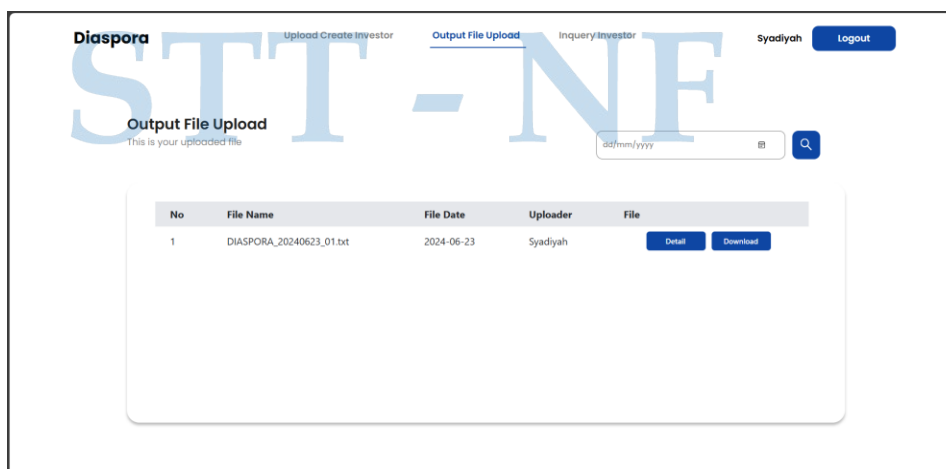 Diaspora Upload Create Investor Output File Upload Inquery Investor Syadiyah Logout
STT - NF
Output File Upload
This is your uploaded file
dd/mm/yyyy
No File Name File Date Uploader File
1 DIASPORA_20240623_01.txt 2024-06-23 Syadiyah Detail Download